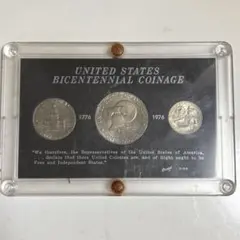 UNITED STATES
BICENTENNIAL COINAGE
1776 1976
"We therefore, the Representatives of the United States of America,
. . . declare that these United Colonies are, and of Right ought to be
Free and Independent States."